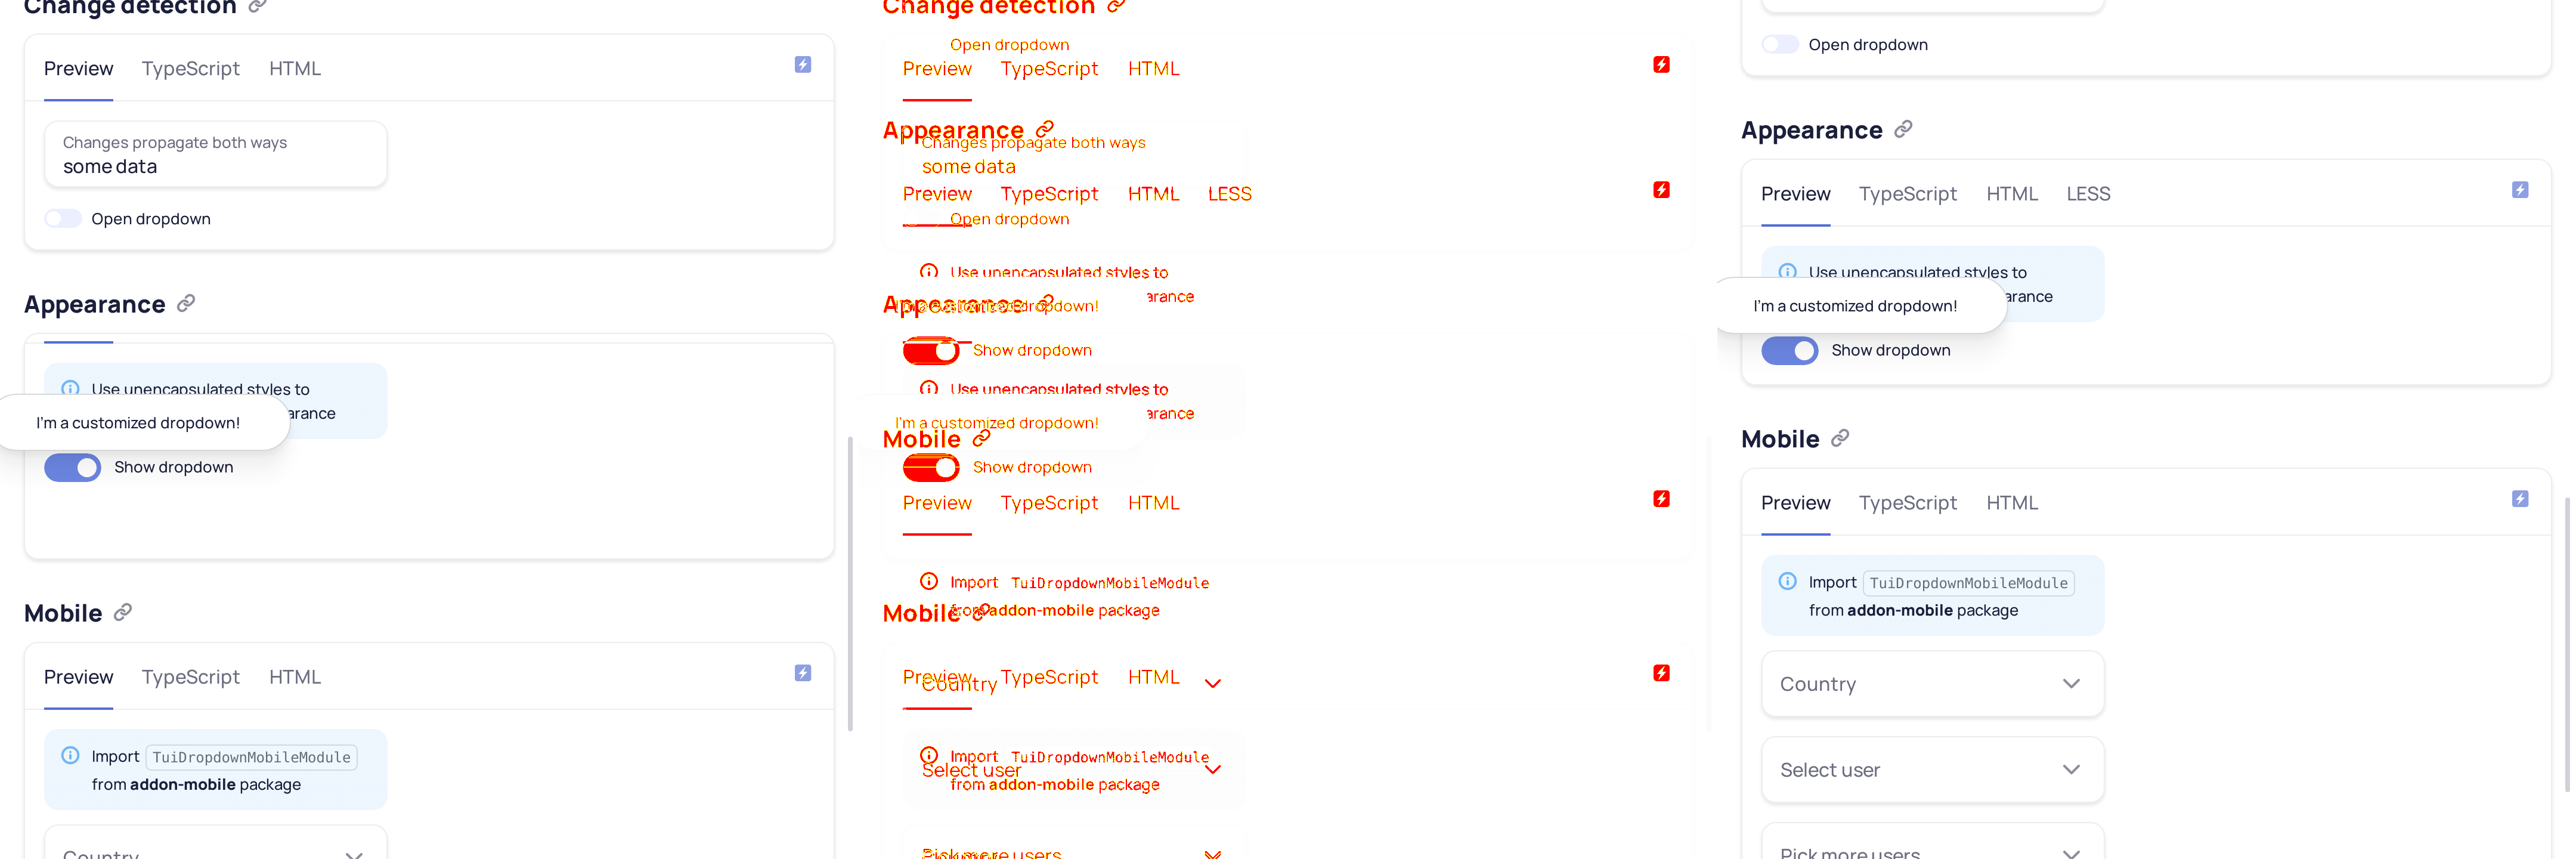 Change detection
Preview TypeScript HTML
Changes propagate both ways
some data
Open dropdown
Appearance
Use unencapsulated styles to
arance
I'm a customized dropdown!
Show dropdown
Mobile
Preview TypeScript HTML
Import TuiDropdownMobileModule
from addon-mobile package
Country
Change detection
Open dropdown
Preview TypeScript HTML
Appearance
Changes propagate both ways
some data
Preview TypeScript HTML LESS
Open dropdown
Use unencapsulated styles to
arance
Appearance
I'm a customized dropdown!
Show dropdown
Use unencapsulated styles to
arance
I'm a customized dropdown!
Mobile
Show dropdown
Preview TypeScript HTML
Import TuiDropdownMobileModule
from addon-mobile package
Mobile
Preview TypeScript HTML
Country
Import TuiDropdownMobileModule
Select user
from addon-mobile package
Pick more users
Open dropdown
Appearance
Preview TypeScript HTML LESS
Use unencapsulated styles to
arance
I'm a customized dropdown!
Show dropdown
Mobile
Preview TypeScript HTML
Import TuiDropdownMobileModule
from addon-mobile package
Country
Select user
Pick more users